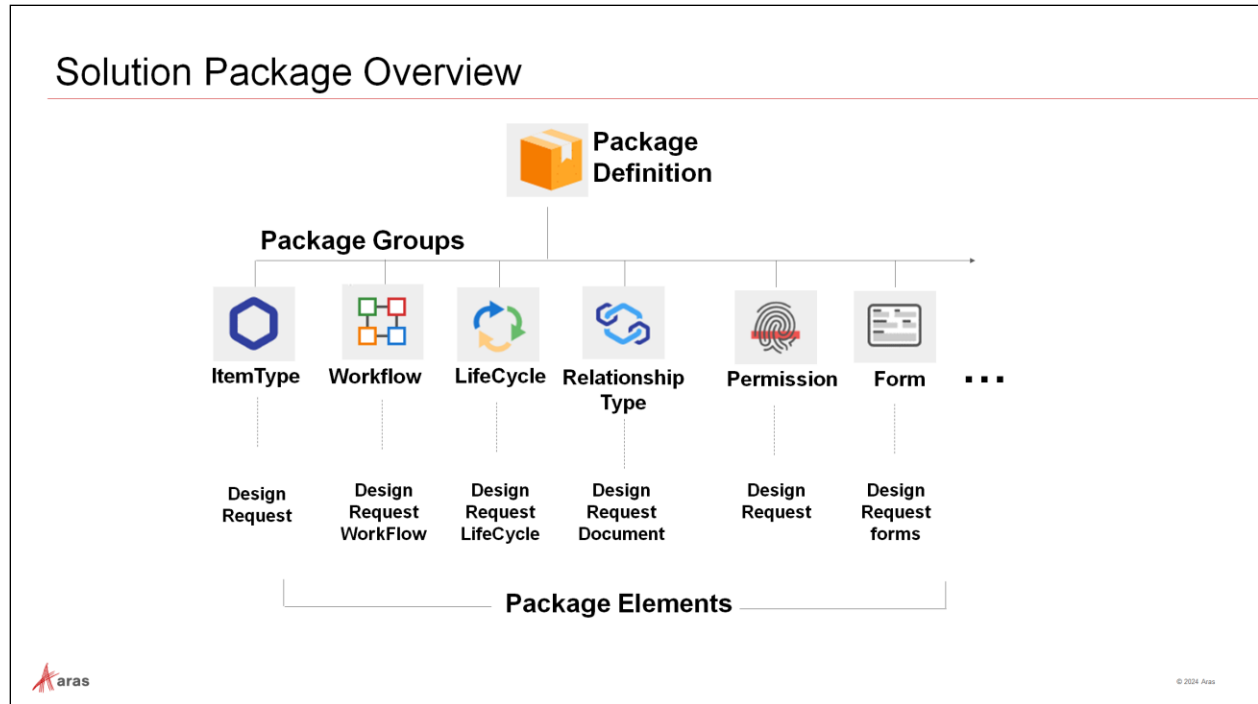 Solution Package Overview
Package
Definition
Package Groups
ItemType
Workflow
LifeCycle
Relationship
Type
Permission
Form
...
Design
Request
Design
Request
WorkFlow
Design
Request
LifeCycle
Design
Request
Document
Design
Request
Design
Request
forms
Package Elements
aras
© 2024 Aras